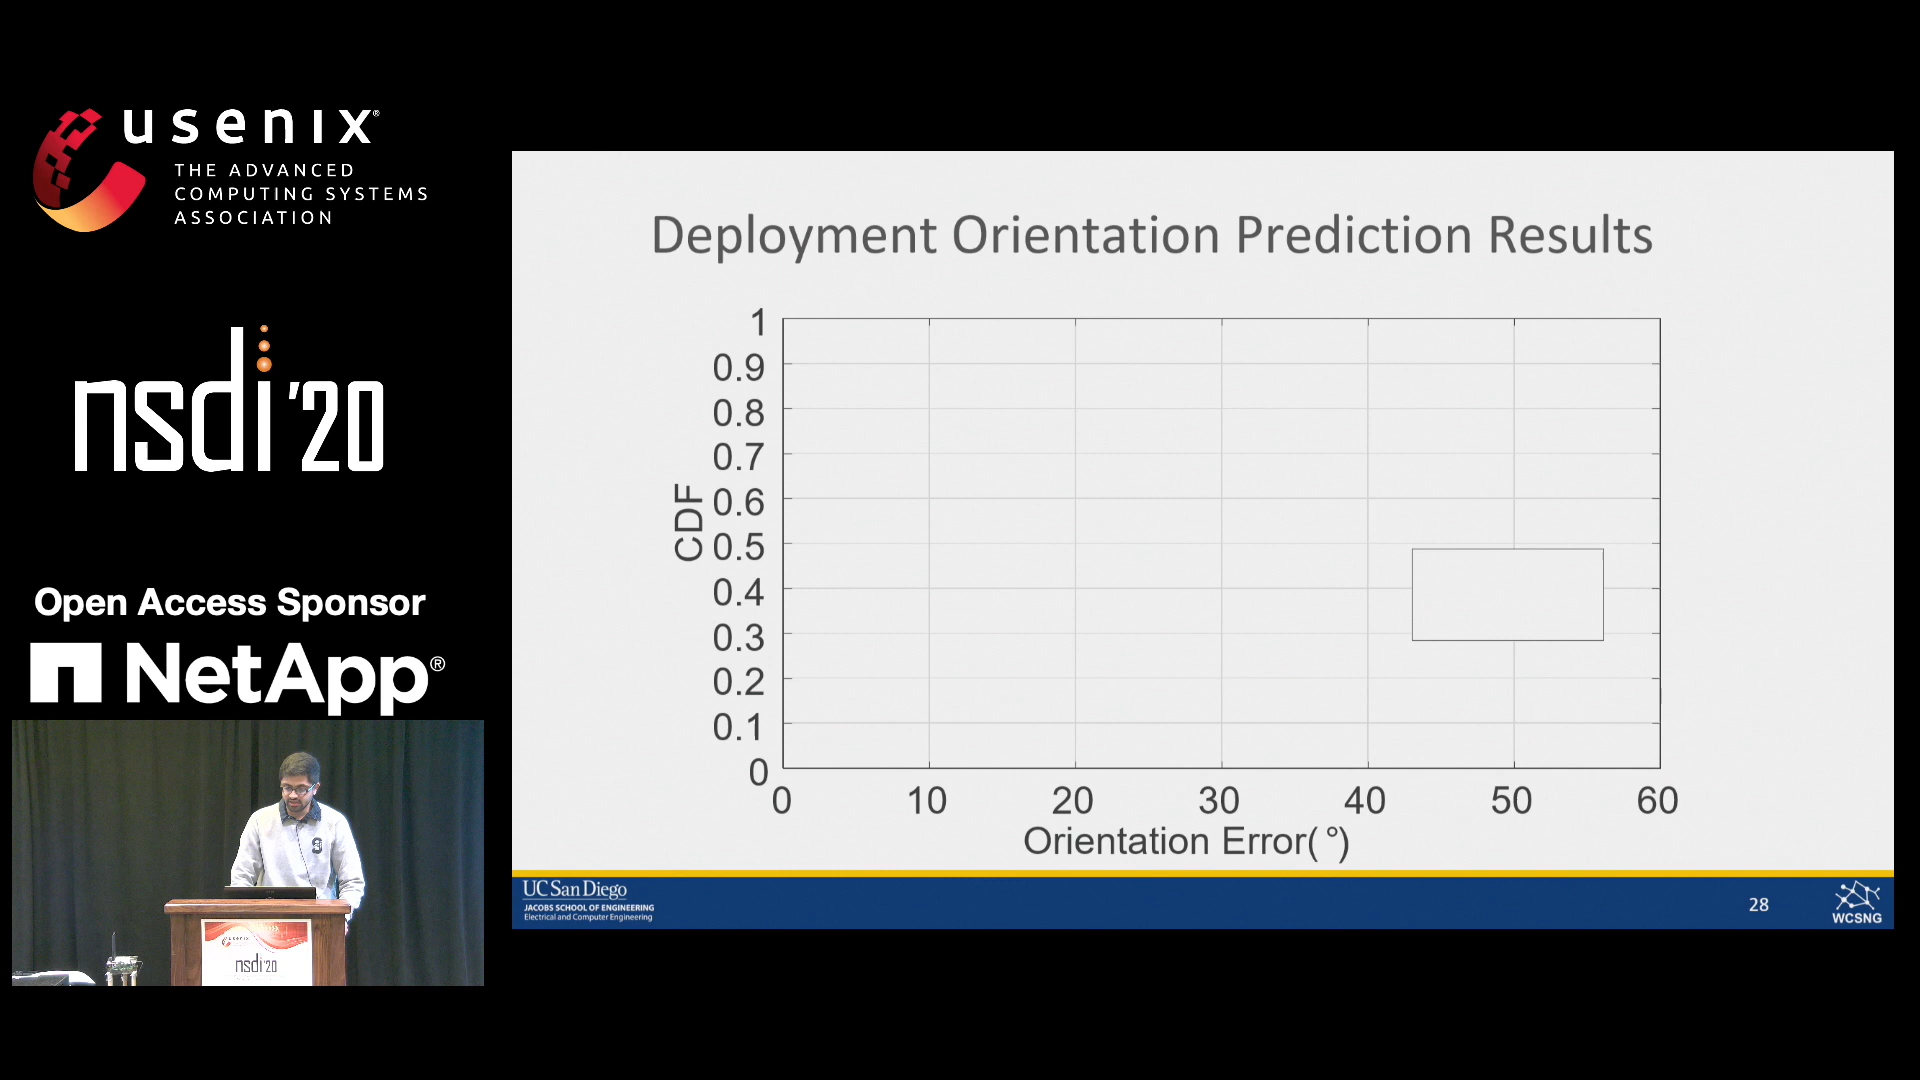 usenix®
THE ADVANCED
COMPUTING SYSTEMS
ASSOCIATION
nsdi '20
Open Access Sponsor
NetApp®
usenix
nsdi '20
Deployment Orientation Prediction Results
1
0.9
0.8
0.7
0.6
0.5
0.4
0.3
0.2
0.1
0
CDF
0 10 20 30 40 50 60
Orientation Error( °)
UC San Diego
JACOBS SCHOOL OF ENGINEERING
Electrical and Computer Engineering
28
WCSNG